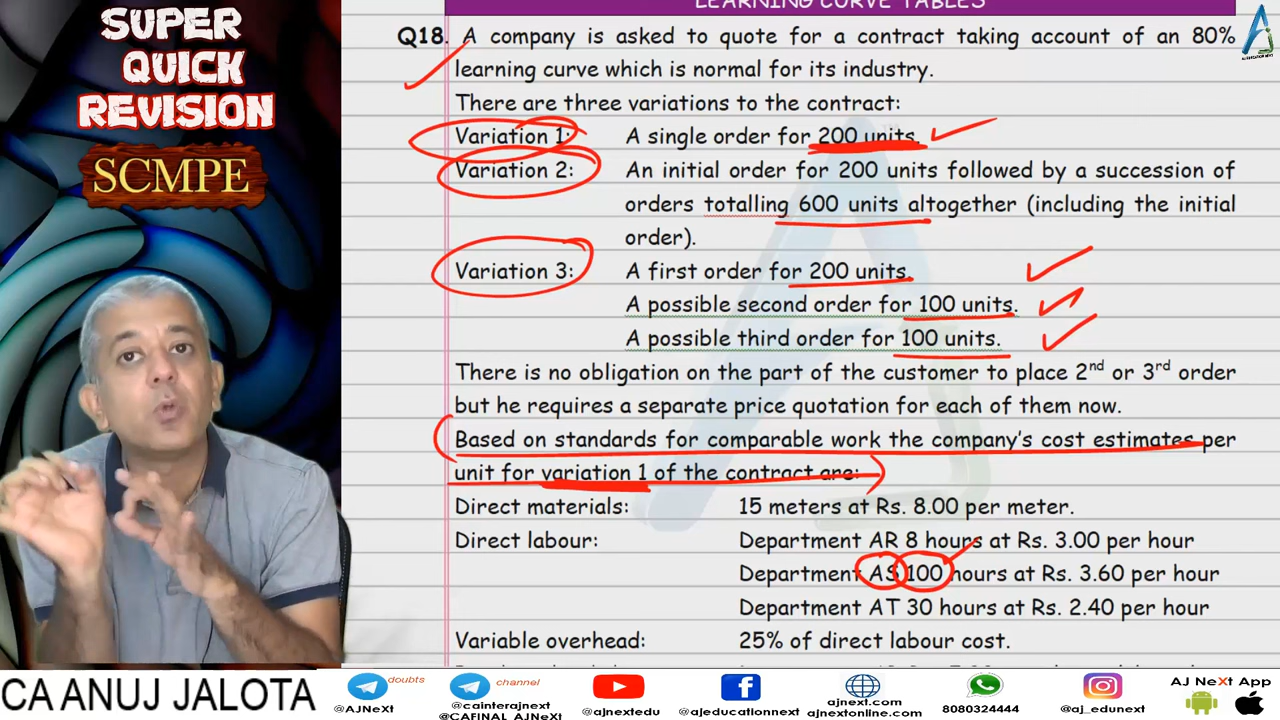 LEARNING CURVE TABLES
SUPER
QUICK
REVISION
SCMPE
Q18. A company is asked to quote for a contract taking account of an 80%
learning curve which is normal for its industry.
There are three variations to the contract:
Variation 1: A single order for 200 units.
Variation 2: An initial order for 200 units followed by a succession of
orders totalling 600 units altogether (including the initial
order).
Variation 3: A first order for 200 units.
A possible second order for 100 units.
A possible third order for 100 units.
There is no obligation on the part of the customer to place 2nd or 3rd order
but he requires a separate price quotation for each of them now.
Based on standards for comparable work the company's cost estimates per
unit for variation 1 of the contract are:
Direct materials: 15 meters at Rs. 8.00 per meter.
Direct labour: Department AR 8 hours at Rs. 3.00 per hour
Department AS 100 hours at Rs. 3.60 per hour
Department AT 30 hours at Rs. 2.40 per hour
Variable overhead: 25% of direct labour cost.
CA ANUJ JALOTA
doubts
@AJNeXt
channel
@cainterajnext
@CAFINAL_AJNeXt
@ajnextedu
@ajeducationnext
ajnext.com
ajnextonline.com
8080324444
@aj_edunext
AJ NeXt App